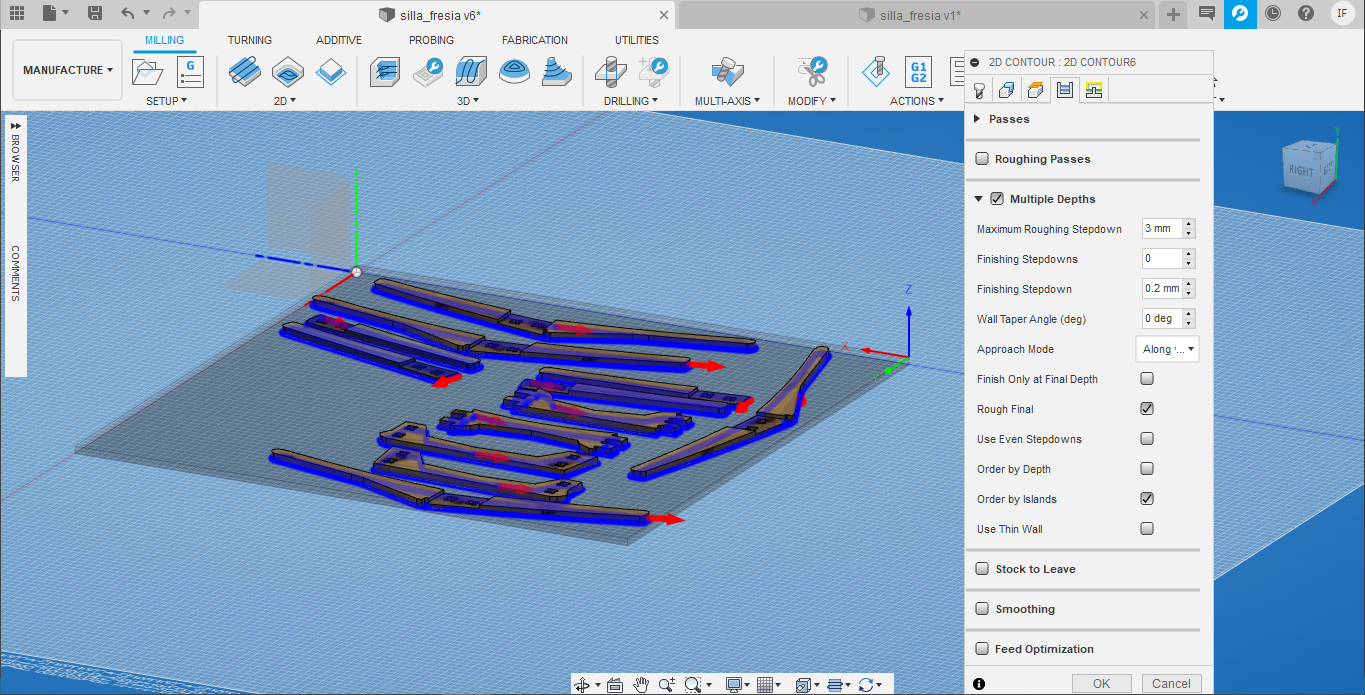 silla_fresia v6*
silla_fresia v1*
IF
MILLING
TURNING
ADDITIVE
PROBING
FABRICATION
UTILITIES
MANUFACTURE
G
G1
G2
SETUP
2D
3D
DRILLING
MULTI-AXIS
MODIFY
ACTIONS
BROWSER
COMMENTS
2D CONTOUR : 2D CONTOUR6
Passes
Roughing Passes
Multiple Depths
Maximum Roughing Stepdown 3 mm
Finishing Stepdowns 0
Finishing Stepdown 0.2 mm
Wall Taper Angle (deg) 0 deg
Approach Mode Along
Finish Only at Final Depth
Rough Final
Use Even Stepdowns
Order by Depth
Order by Islands
Use Thin Wall
Stock to Leave
Smoothing
Feed Optimization
OK
Cancel
RIGHT
Y
X
Z
X
Y